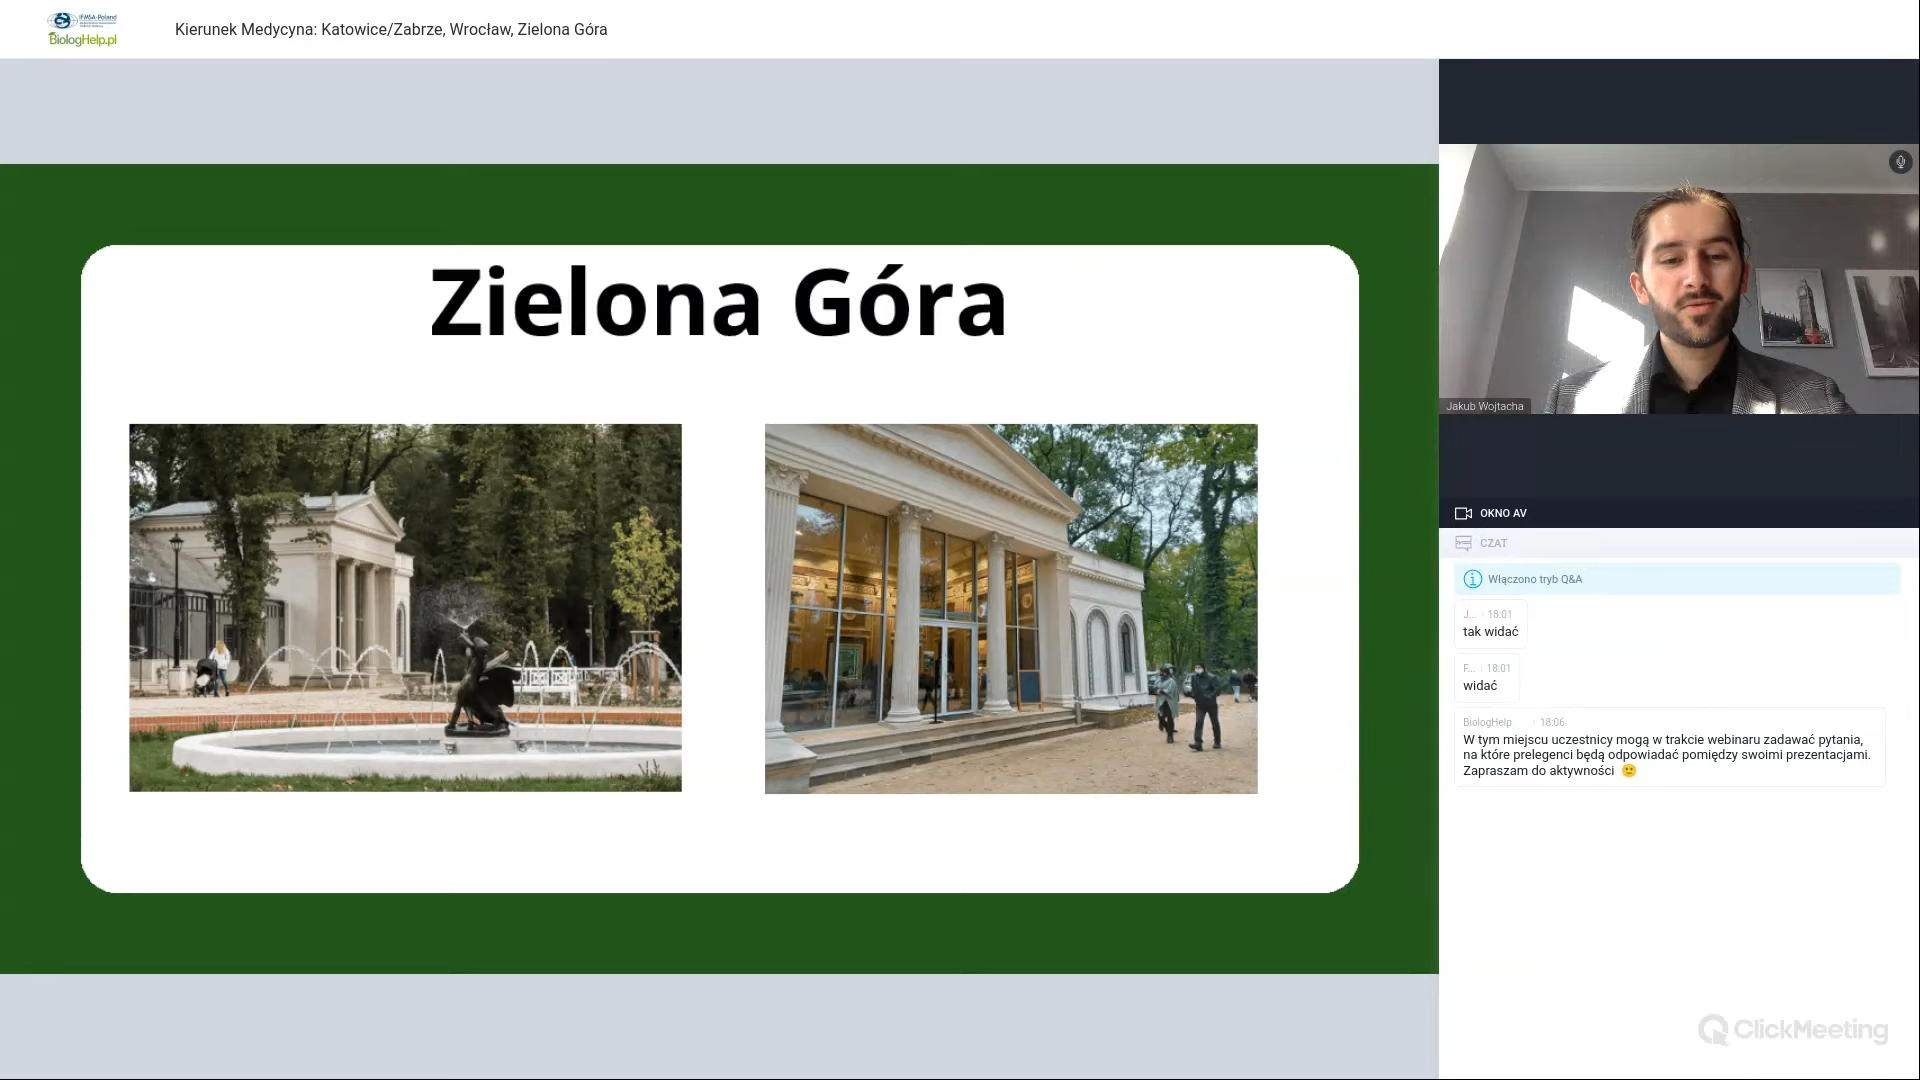 IFMSA-Poland
BiologHelp.pl
Kierunek Medycyna: Katowice/Zabrze, Wrocław, Zielona Góra
Zielona Góra
Jakub Wojtacha
OKNO AV
CZAT
Włączono tryb Q&A
J... 18:01
tak widać
F... 18:01
widać
BiologHelp 18:06
W tym miejscu uczestnicy mogą w trakcie webinaru zadawać pytania,
na które prelegenci będą odpowiadać pomiędzy swoimi prezentacjami.
Zapraszam do aktywności 🙂
ClickMeeting